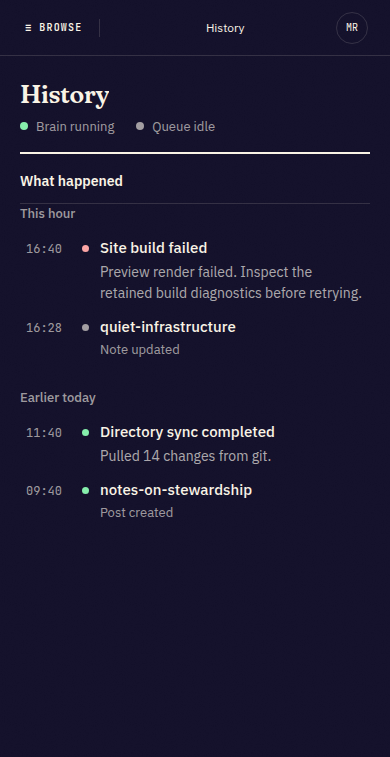 ≡ BROWSE
History
MR
History
Brain running
Queue idle
What happened
This hour
16:40
Site build failed
Preview render failed. Inspect the
retained build diagnostics before retrying.
16:28
quiet-infrastructure
Note updated
Earlier today
11:40
Directory sync completed
Pulled 14 changes from git.
09:40
notes-on-stewardship
Post created